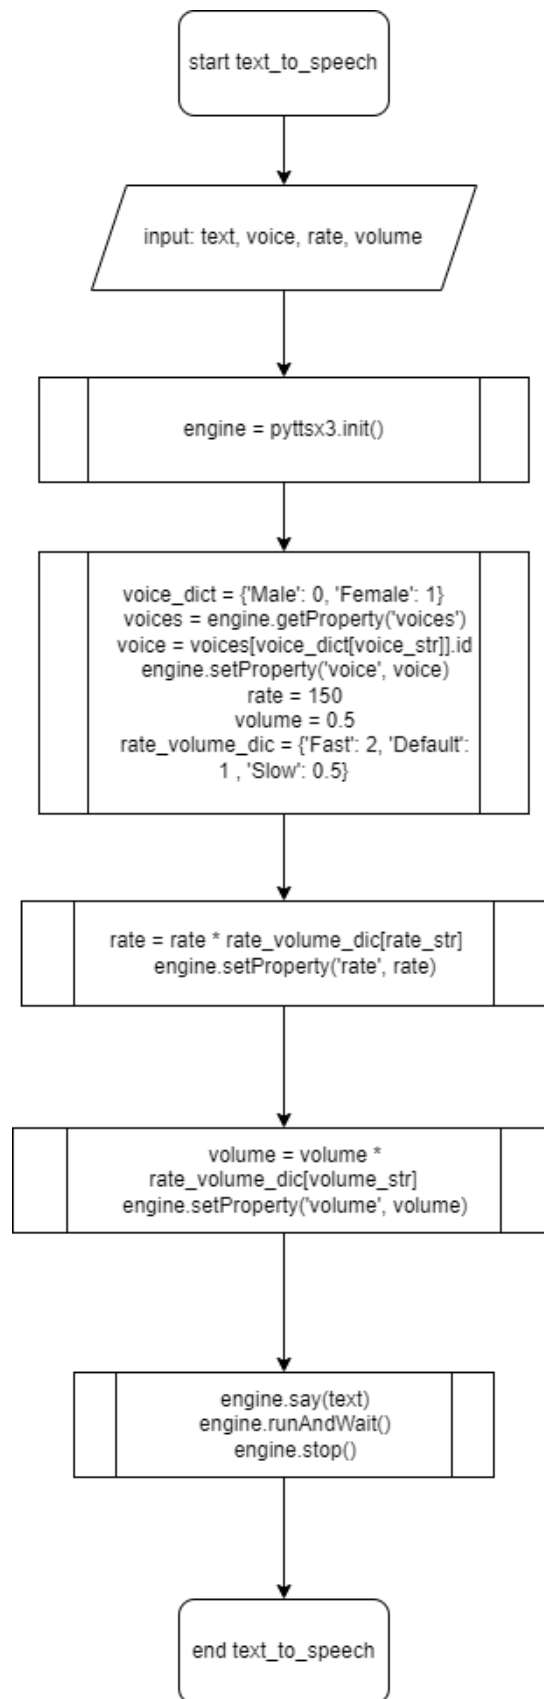 start text_to_speech
input: text, voice, rate, volume
engine = pyttsx3.init()
voice_dict = {'Male': 0, 'Female': 1}
voices = engine.getProperty('voices')
voice = voices[voice_dict[voice_str]].id
engine.setProperty('voice', voice)
rate = 150
volume = 0.5
rate_volume_dic = {'Fast': 2, 'Default':
1 , 'Slow': 0.5}
rate = rate * rate_volume_dic[rate_str]
engine.setProperty('rate', rate)
volume = volume *
rate_volume_dic[volume_str]
engine.setProperty('volume', volume)
engine.say(text)
engine.runAndWait()
engine.stop()
end text_to_speech